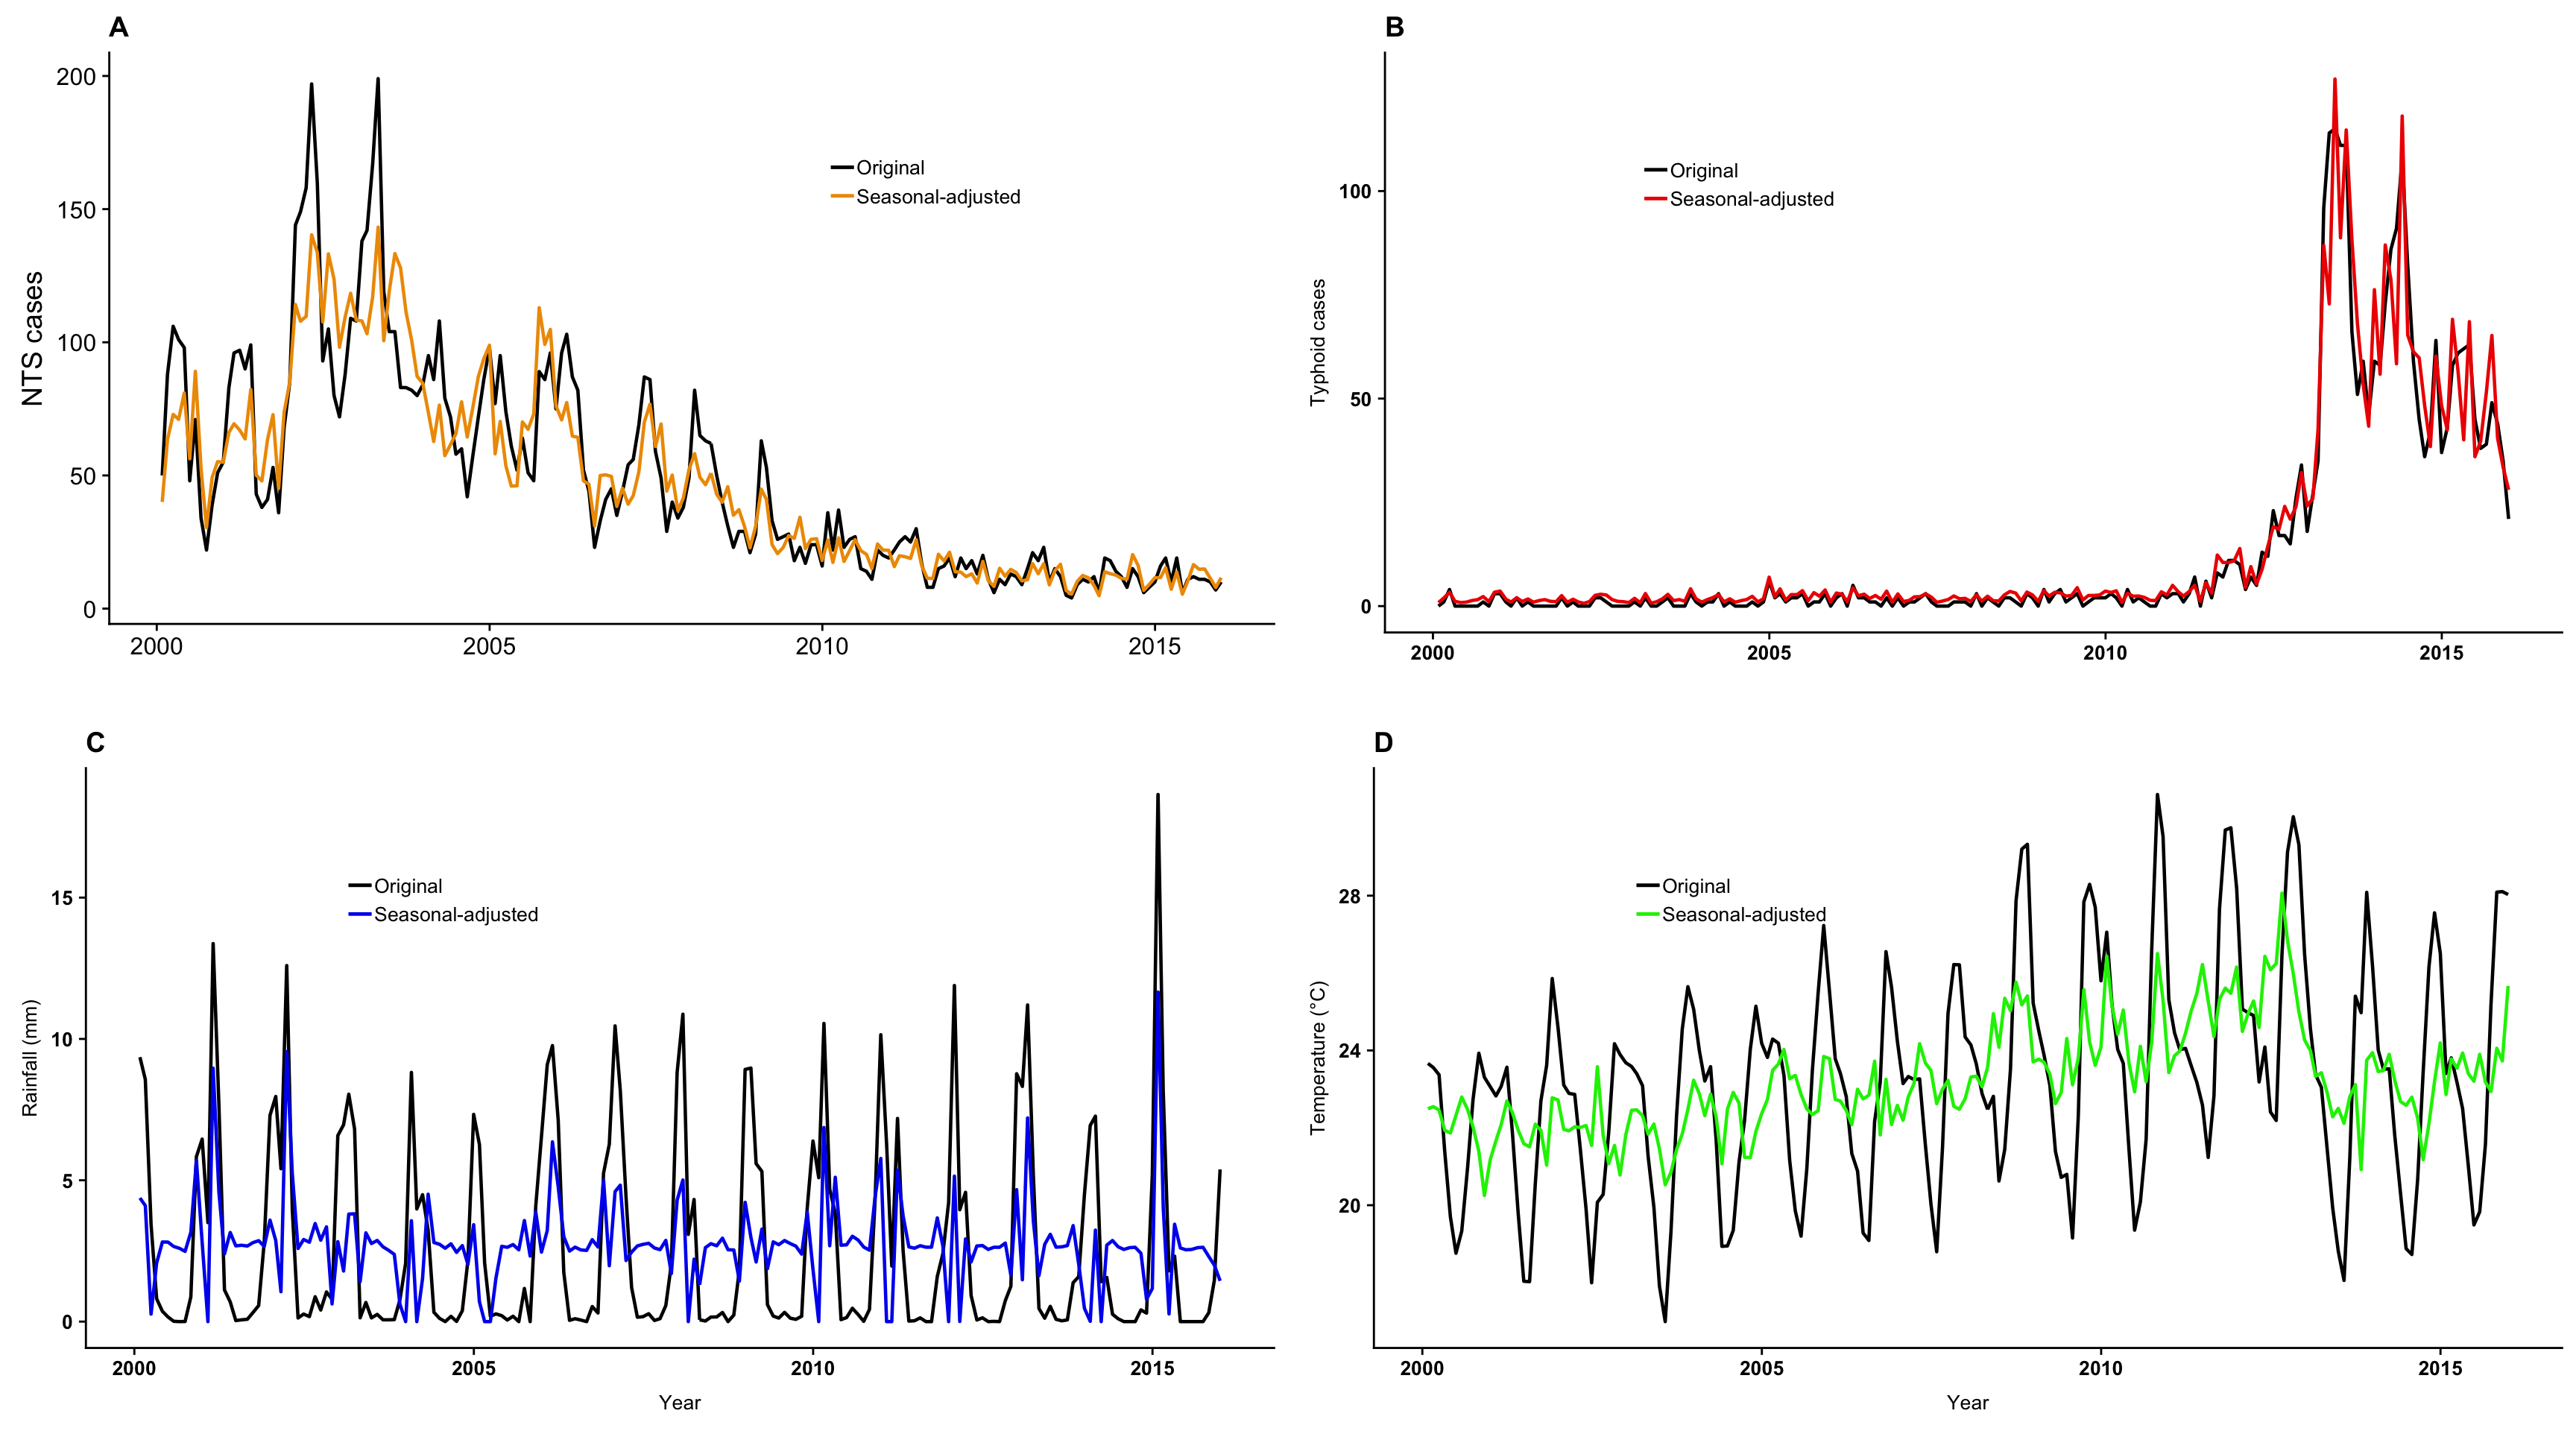 A
NTS cases
200
150
100
50
0
Original
Seasonal-adjusted
2000 2005 2010 2015
B
Typhoid cases
100
50
0
Original
Seasonal-adjusted
2000 2005 2010 2015
C
Rainfall (mm)
15
10
5
0
Original
Seasonal-adjusted
2000 2005 2010 2015
Year
D
Temperature (°C)
28
24
20
Original
Seasonal-adjusted
2000 2005 2010 2015
Year